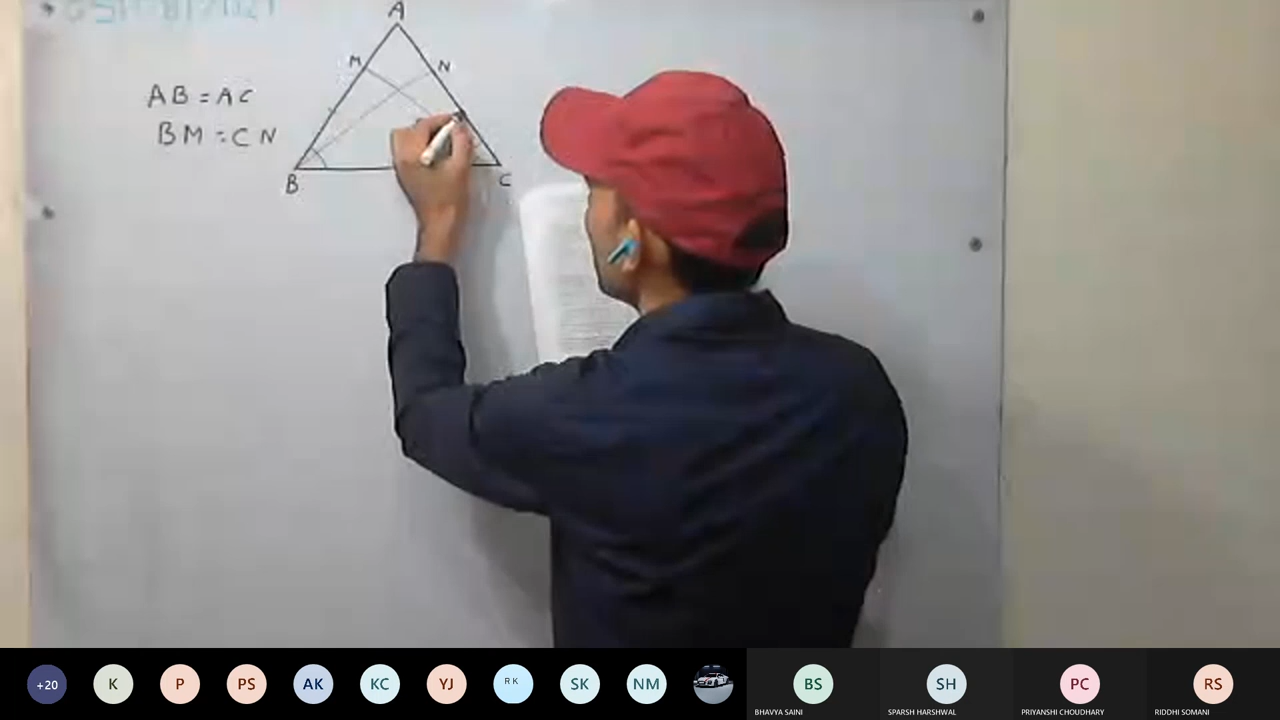 A
M
N
AB = AC
BM = CN
B
C
+20
K
P
PS
AK
KC
YJ
R K
SK
NM
BS
SH
PC
RS
BHAVYA SAINI
SPARSH HARSHWAL
PRIYANSHI CHOUDHARY
RIDDHI SOMANI